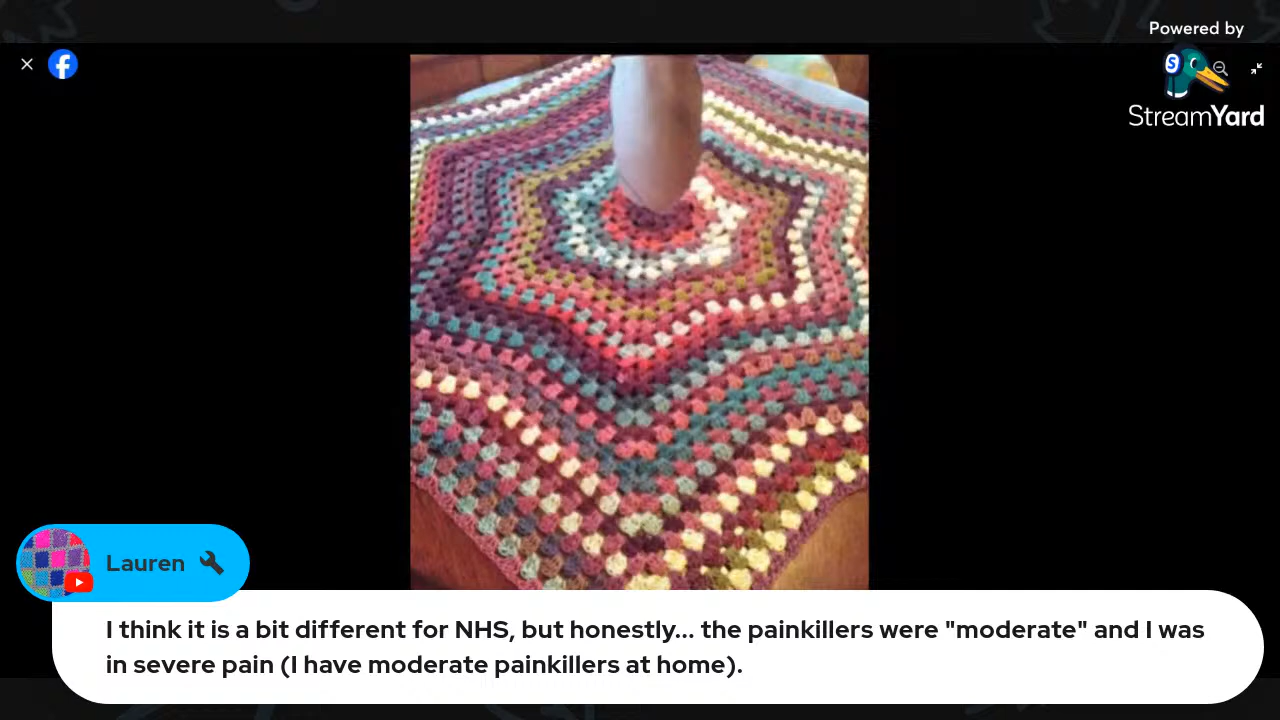 Powered by
StreamYard
Lauren
I think it is a bit different for NHS, but honestly... the painkillers were "moderate" and I was
in severe pain (I have moderate painkillers at home).